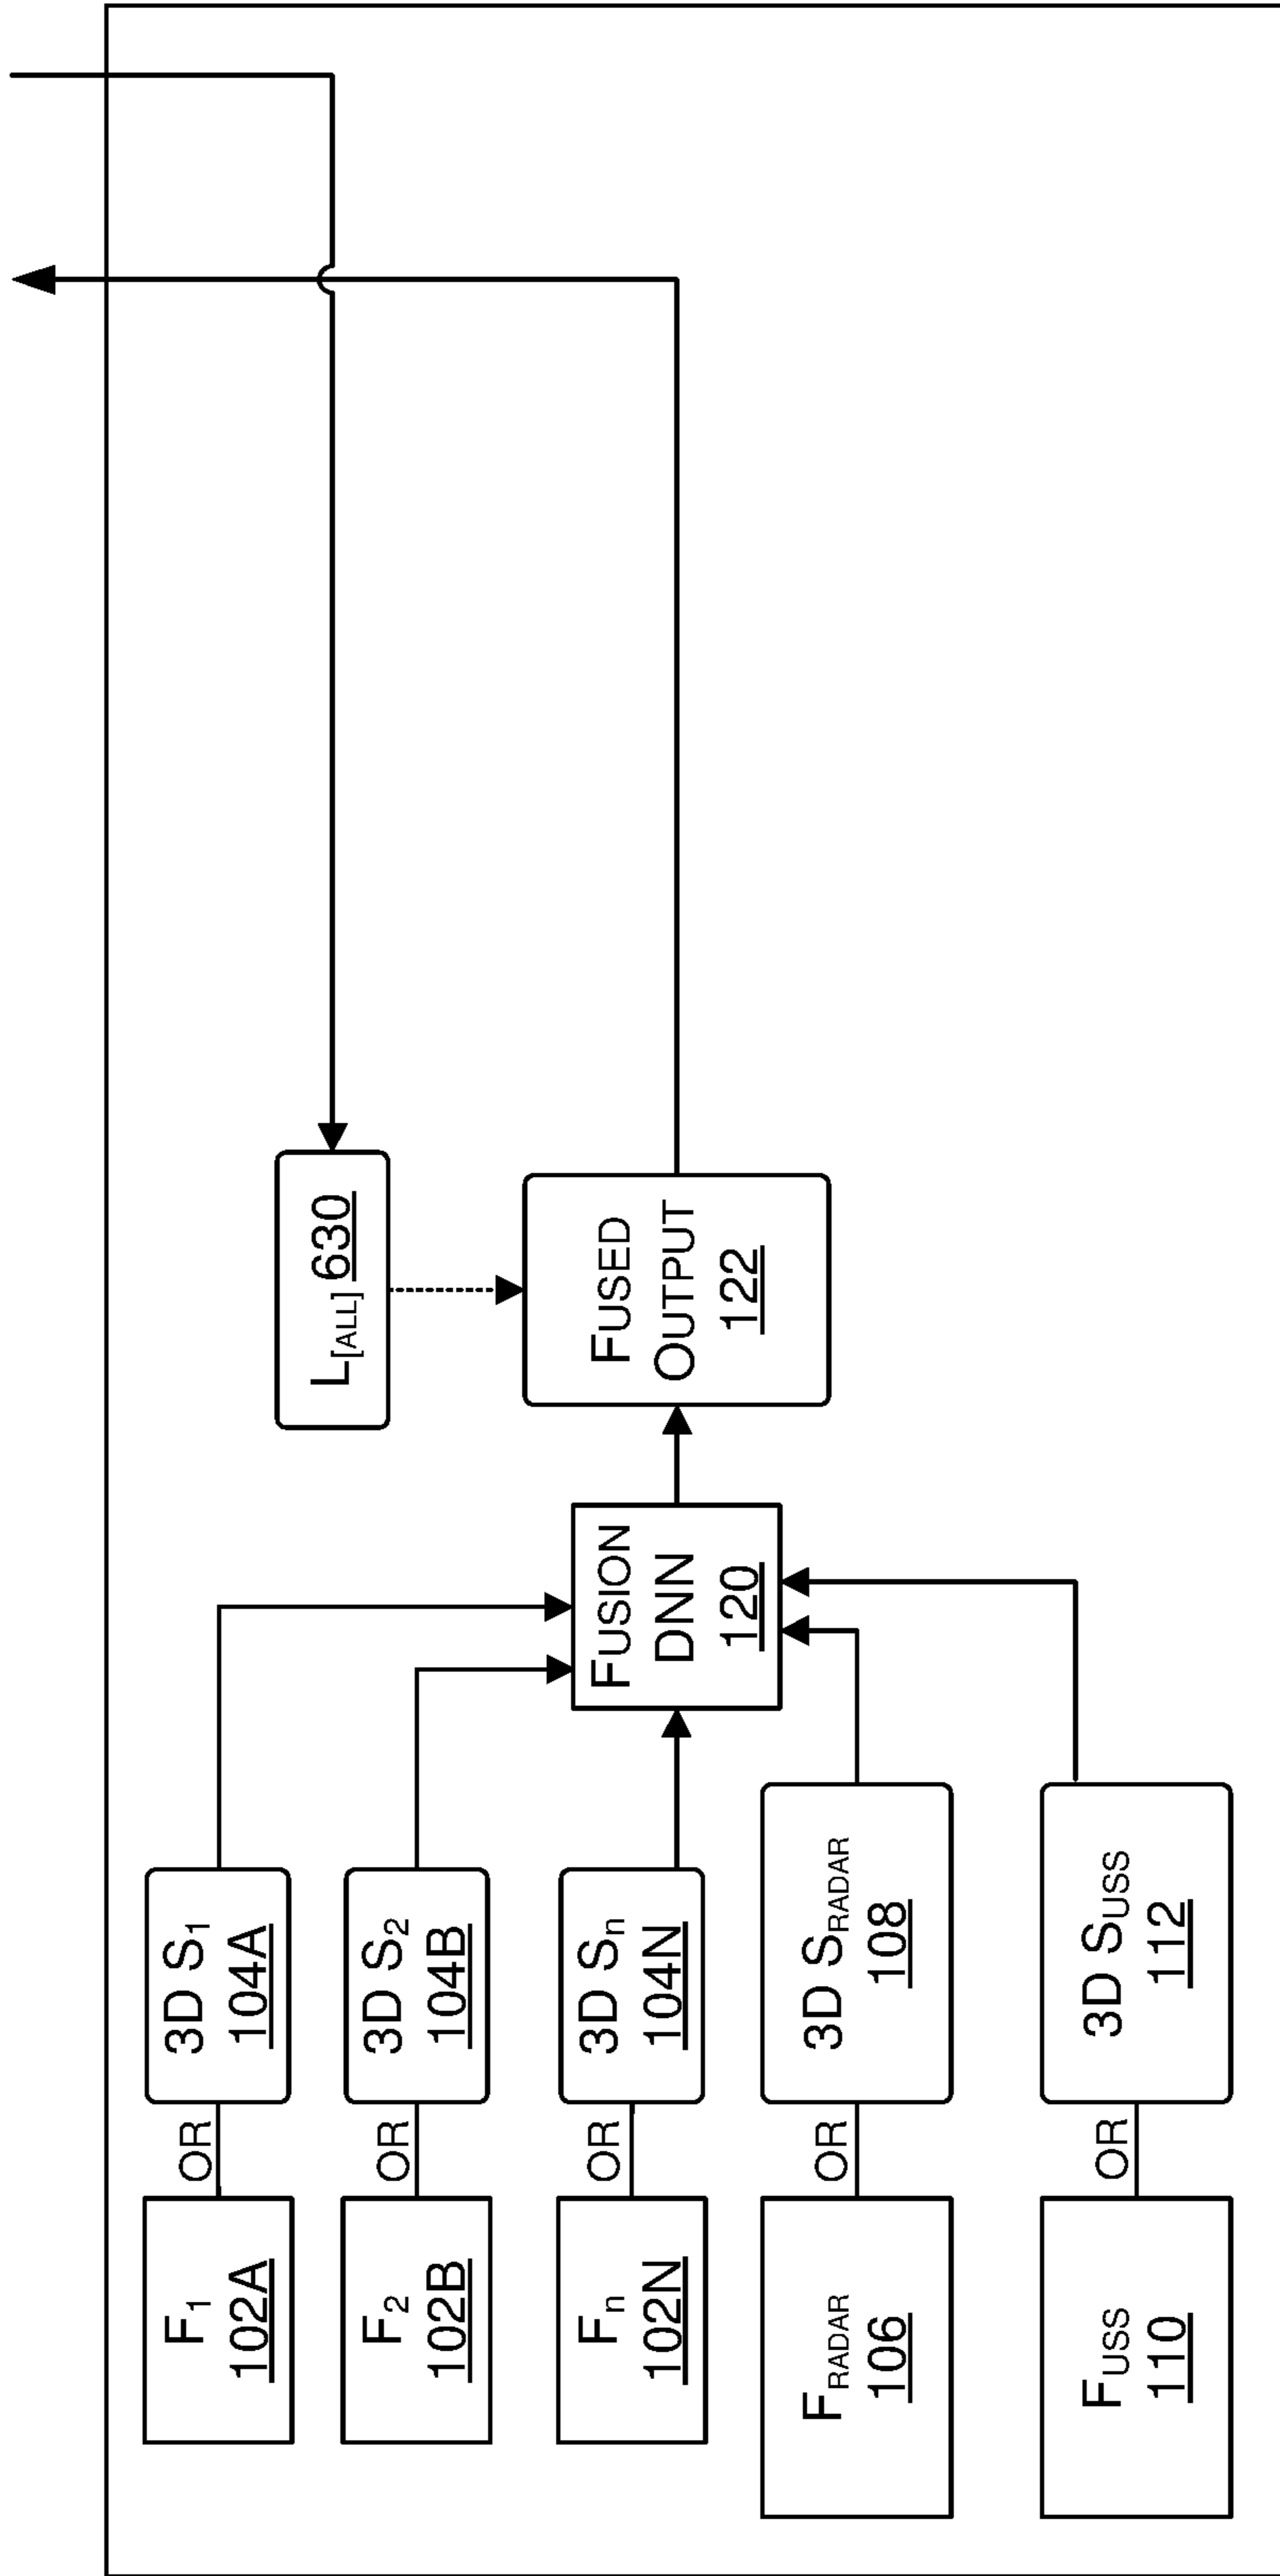 F1
102A
OR
3D S1
104A
F2
102B
OR
3D S2
104B
Fn
102N
OR
3D Sn
104N
FRADAR
106
OR
3D SRADAR
108
FUSS
110
OR
3D SUSS
112
FUSION
DNN
120
L[ALL] 630
FUSED
OUTPUT
122